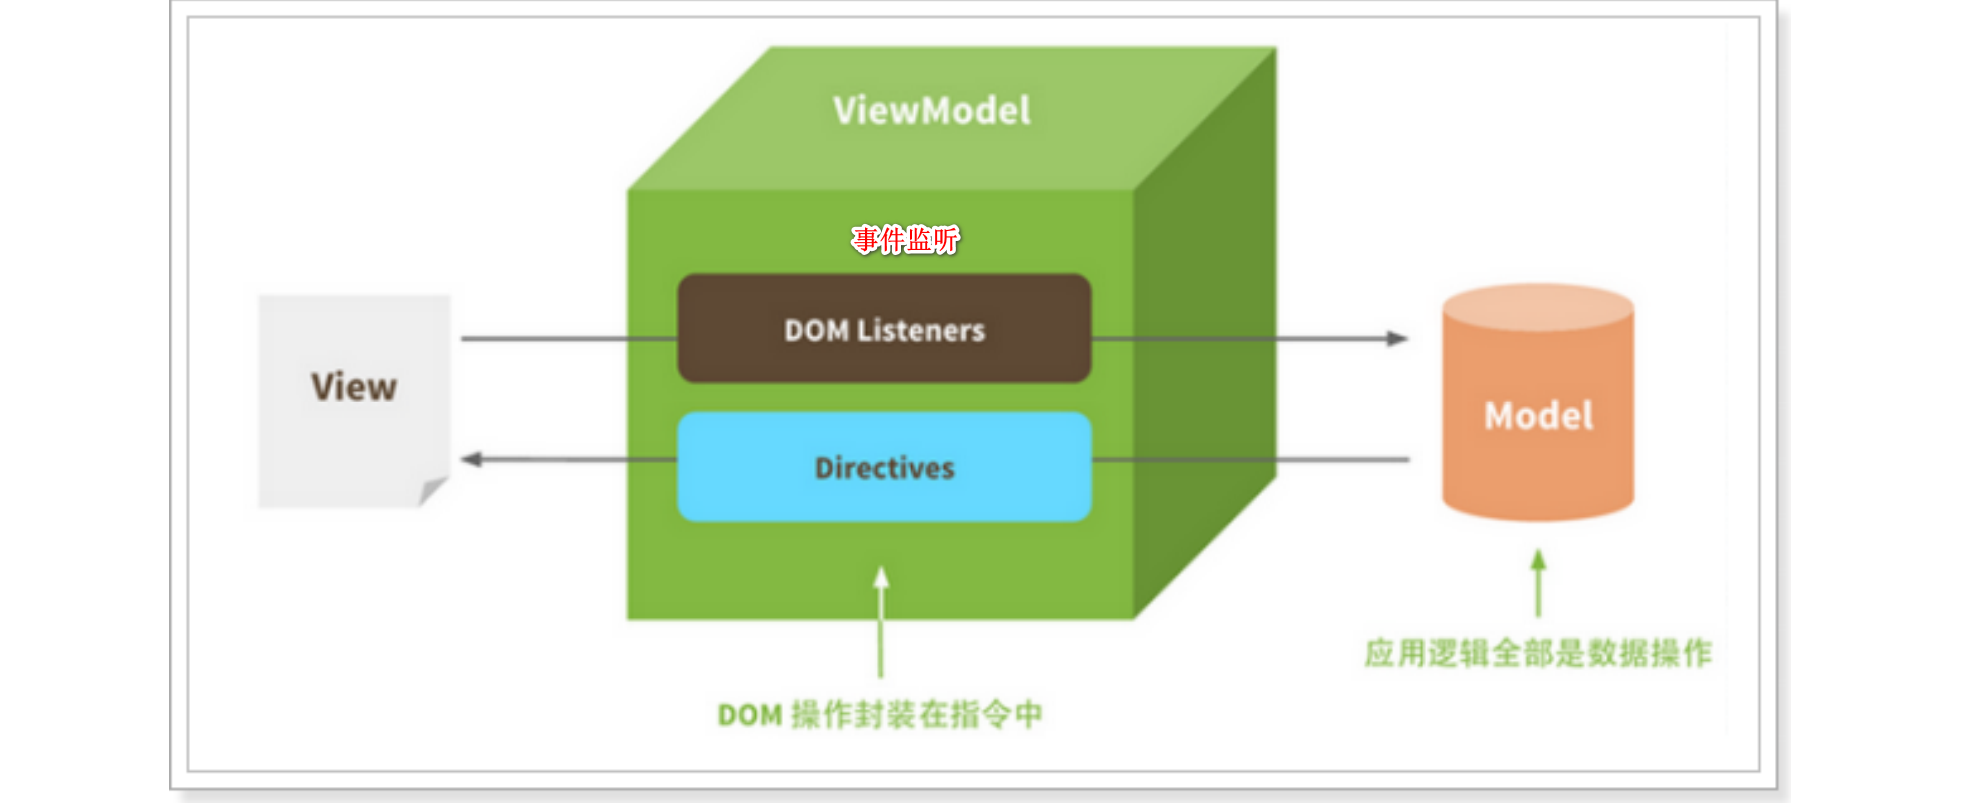 ViewModel
事件监听
DOM Listeners
View
Directives
Model
应用逻辑全部是数据操作
DOM 操作封装在指令中